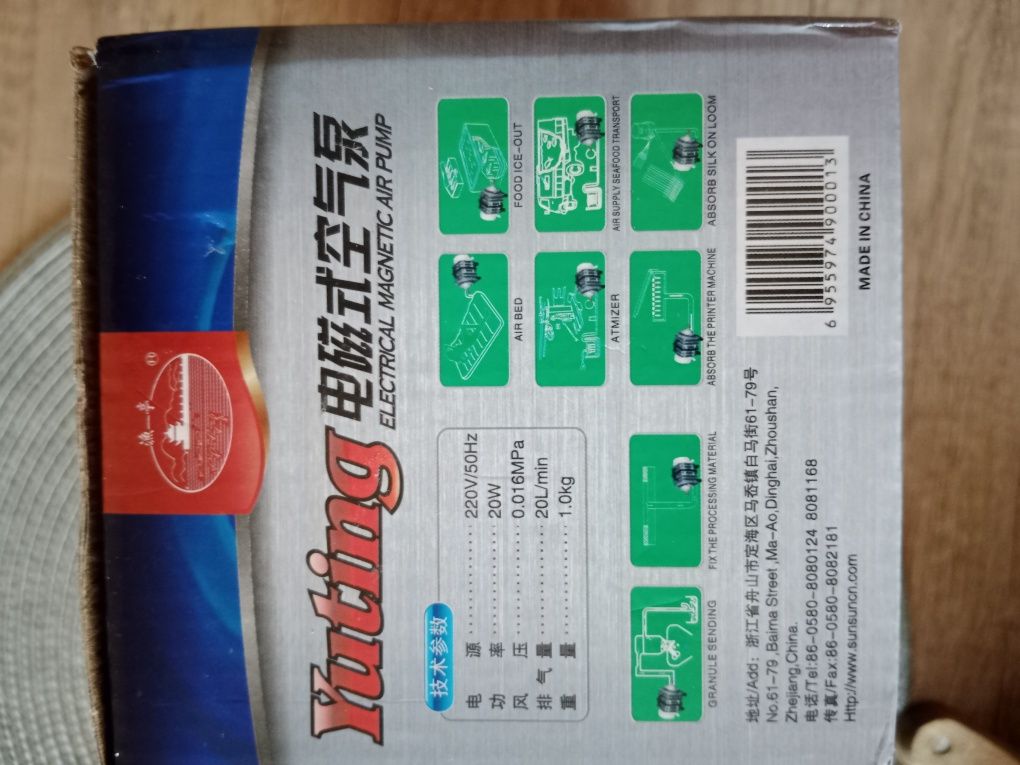 漁一亭
Yuting 电磁式空气泵
ELECTRICAL MAGNETIC AIR PUMP
技术参数
电源 ············ 220V/50Hz
功率 ············ 20W
风压 ············ 0.016MPa
排气量 ············ 20L/min
重量 ············ 1.0kg
AIR BED
FOOD ICE-OUT
ATMIZER
AIR SUPPLY SEAFOOD TRANSPORT
GRANULE SENDING
FIX THE PROCESSING MATERIAL
ABSORB THE PRINTER MACHINE
ABSORB SILK ON LOOM
地址/Add: 浙江省舟山市定海区马岙镇白马街61-79号
No.61-79 ,Baima Street ,Ma-Ao,Dinghai,Zhoushan,
Zhejiang,China.
电话/Tel:86-0580-8080124 8081168
传真/Fax:86-0580-8082181
Http://www.sunsuncn.com
6 955974 900013
MADE IN CHINA